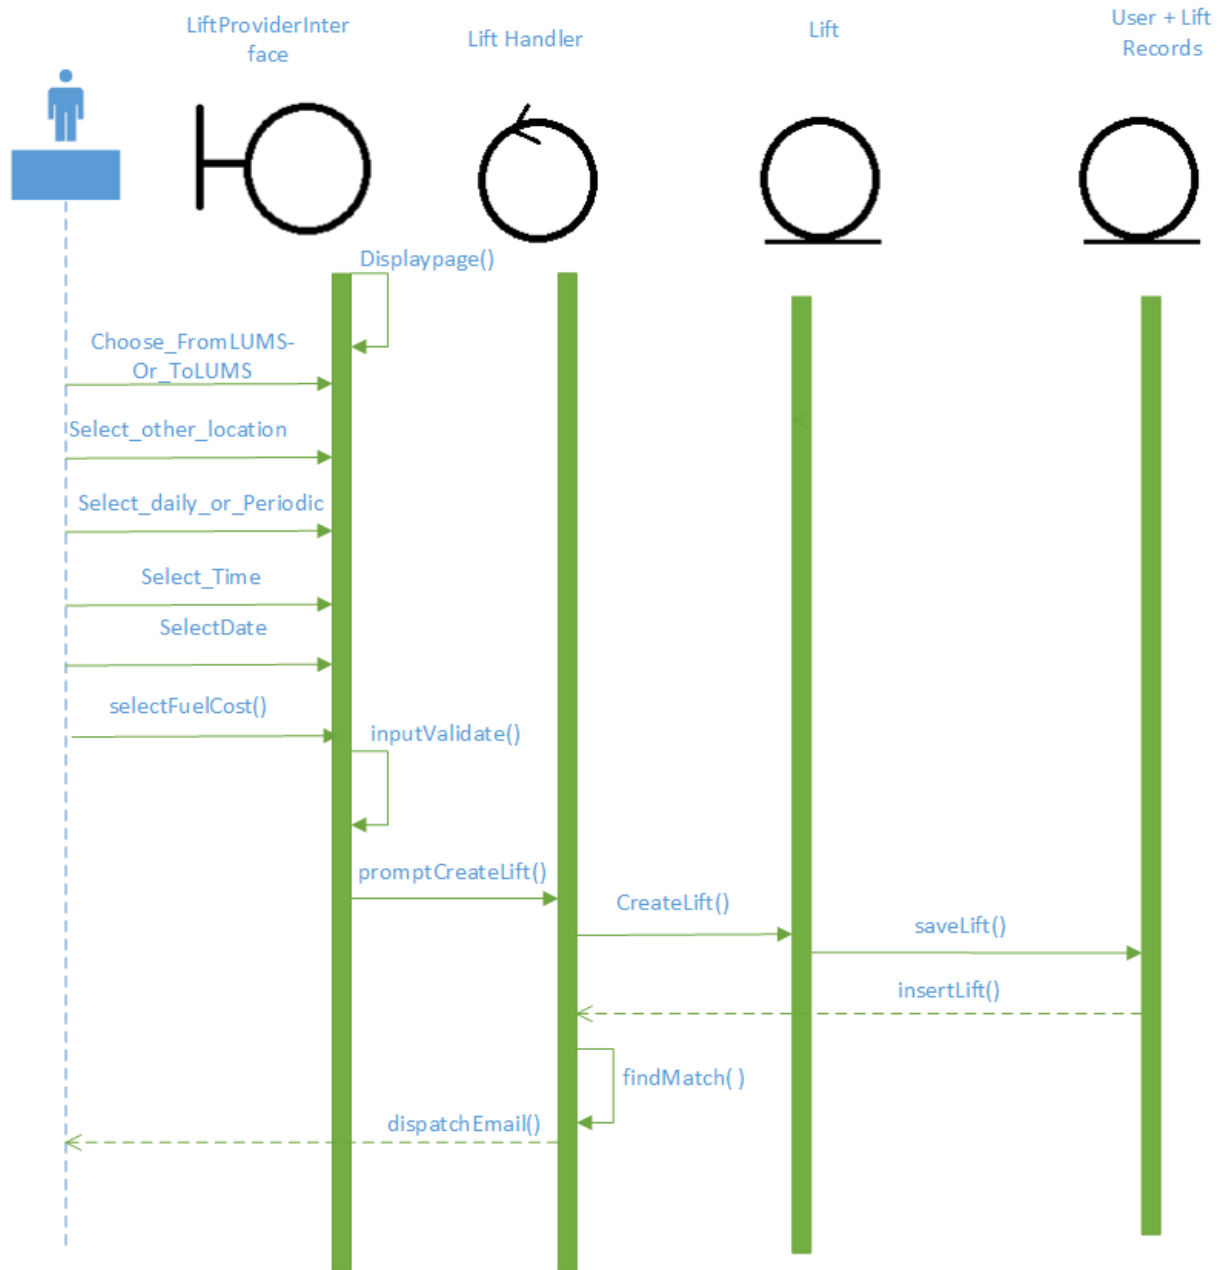 LiftProviderInter
face
Lift Handler
Lift
User + Lift
Records
Displaypage()
Choose_FromLUMS-
Or_ToLUMS
Select_other_location
Select_daily_or_Periodic
Select_Time
SelectDate
selectFuelCost()
inputValidate()
promptCreateLift()
CreateLift()
saveLift()
insertLift()
findMatch( )
dispatchEmail()